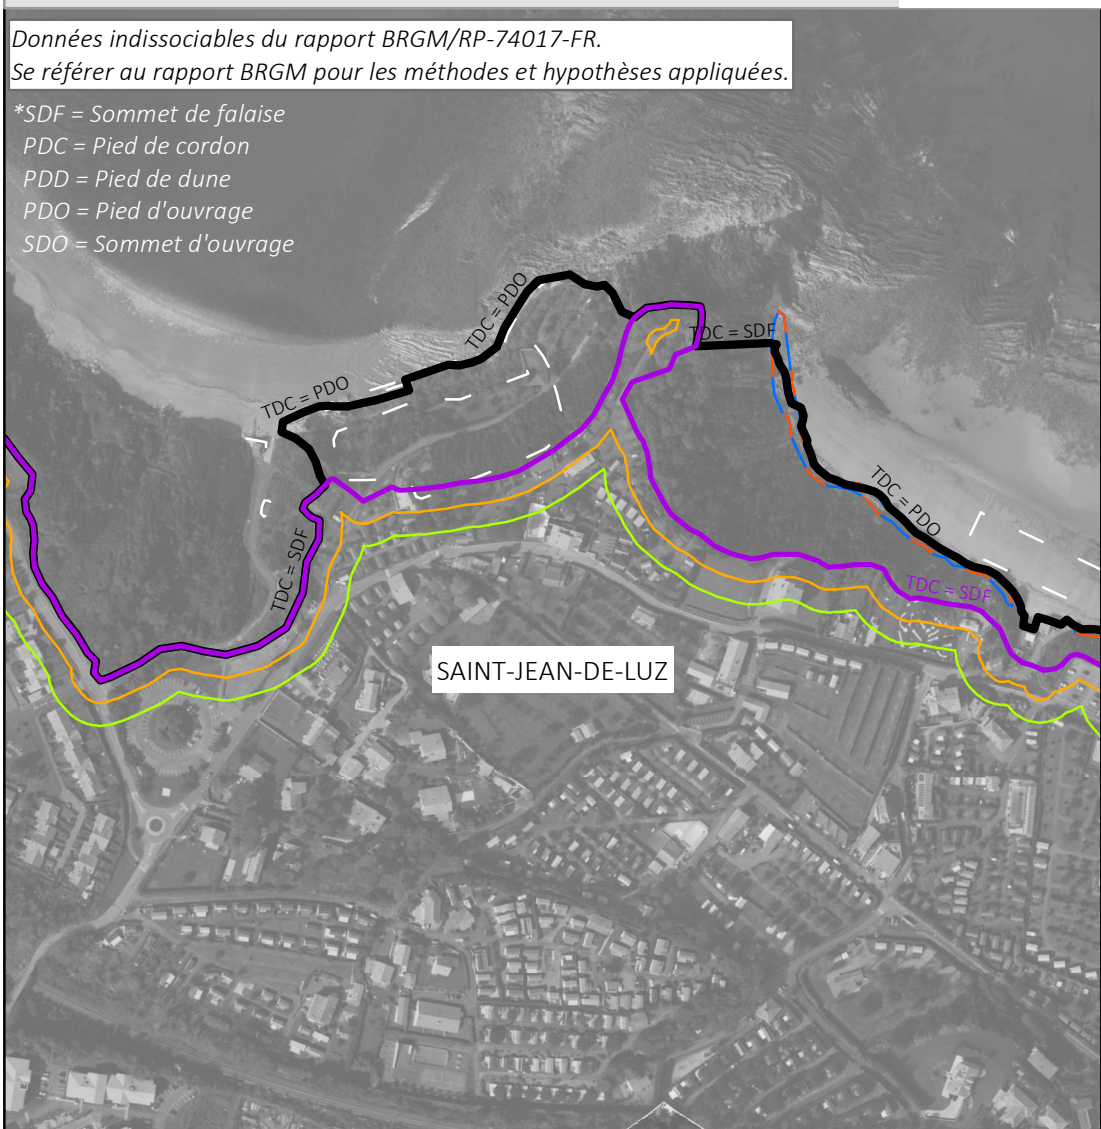 Données indissociables du rapport BRGM/RP-74017-FR.
Se référer au rapport BRGM pour les méthodes et hypothèses appliquées.
*SDF = Sommet de falaise
PDC = Pied de cordon
PDD = Pied de dune
PDO = Pied d'ouvrage
SDO = Sommet d'ouvrage
TDC = PDO
TDC = SDF
TDC = PDO
TDC = PDO
TDC = SDF
TDC = SDF
SAINT-JEAN-DE-LUZ